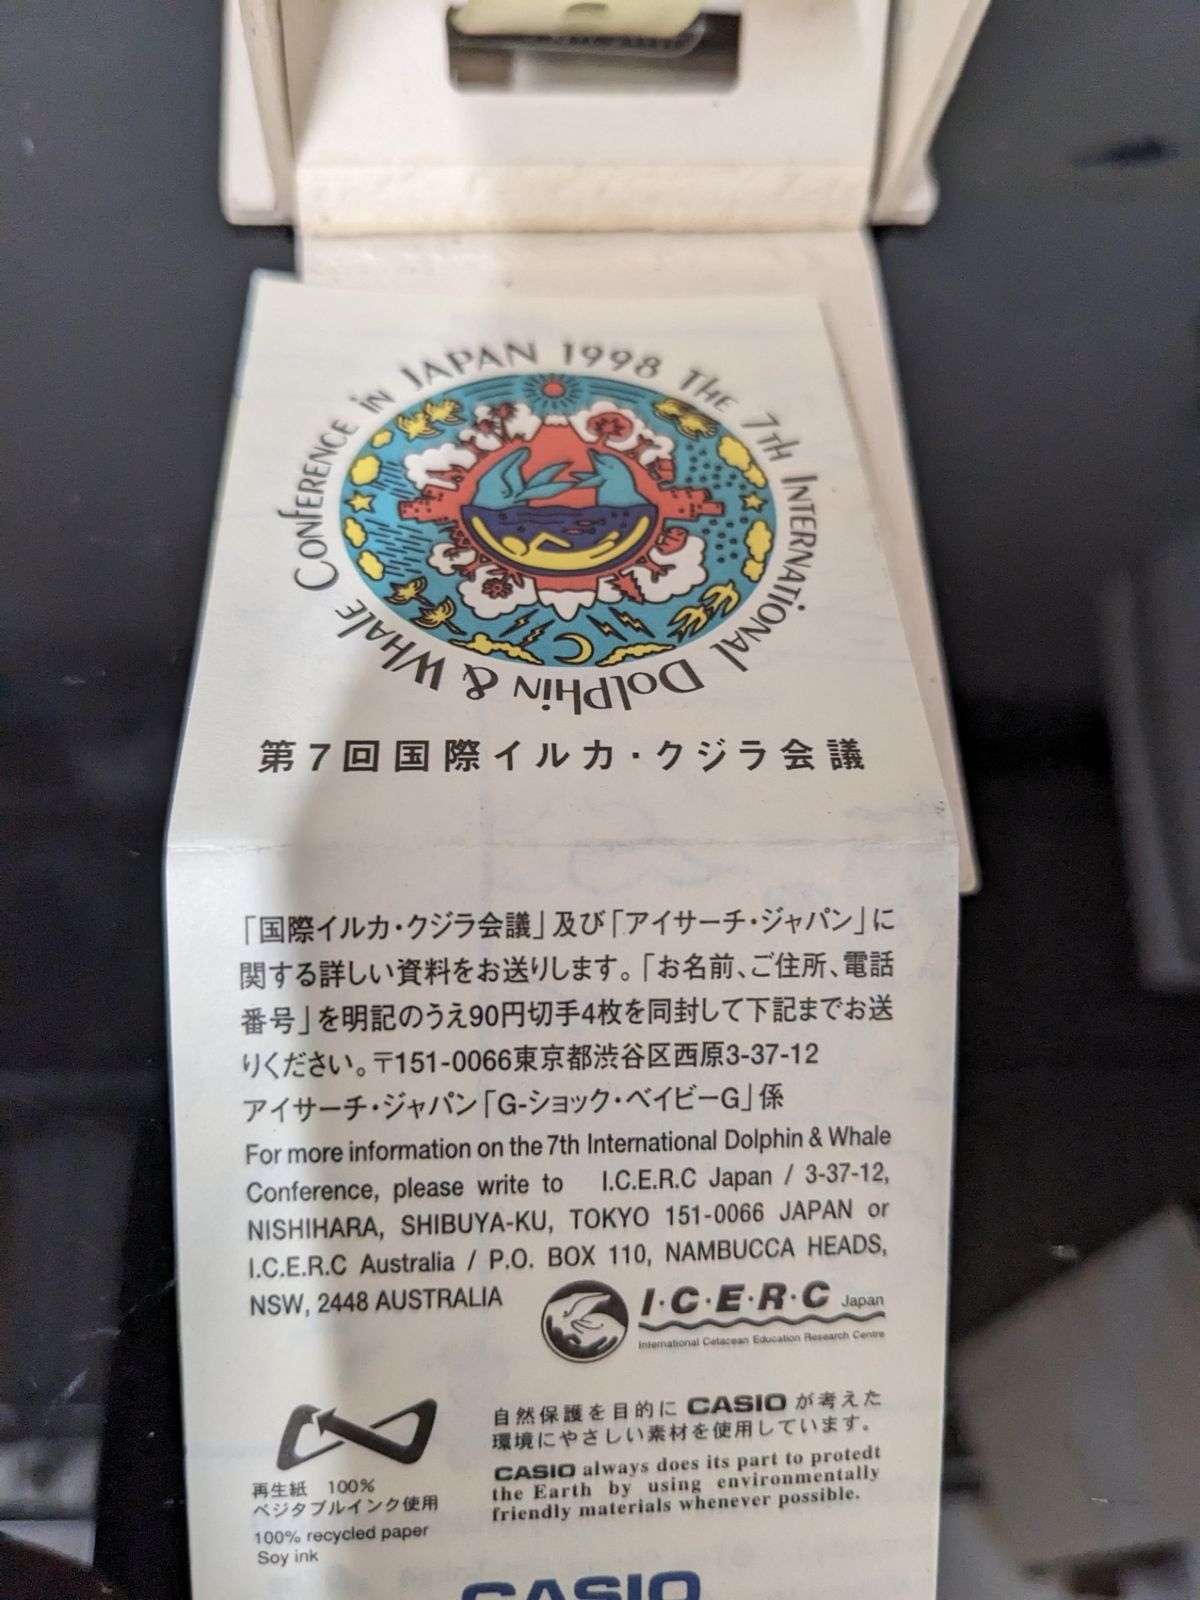 Conference in JAPAN 1998 The 7th International Dolphin & Whale
第7回国際イルカ・クジラ会議
「国際イルカ・クジラ会議」及び「アイサーチ・ジャパン」に
関する詳しい資料をお送りします。「お名前、ご住所、電話
番号」を明記のうえ90円切手4枚を同封して下記までお送
りください。〒151-0066東京都渋谷区西原3-37-12
アイサーチ・ジャパン「G-ショック・ベイビーG」係
For more information on the 7th International Dolphin & Whale
Conference, please write to I.C.E.R.C Japan / 3-37-12,
NISHIHARA, SHIBUYA-KU, TOKYO 151-0066 JAPAN or
I.C.E.R.C Australia / P.O. BOX 110, NAMBUCCA HEADS,
NSW, 2448 AUSTRALIA
I・C・E・R・C Japan
International Cetacean Education Research Centre
自然保護を目的に CASIO が考えた
環境にやさしい素材を使用しています。
CASIO always does its part to protedt
the Earth by using environmentally
friendly materials whenever possible.
再生紙 100%
ベジタブルインク使用
100% recycled paper
Soy ink
CASIO